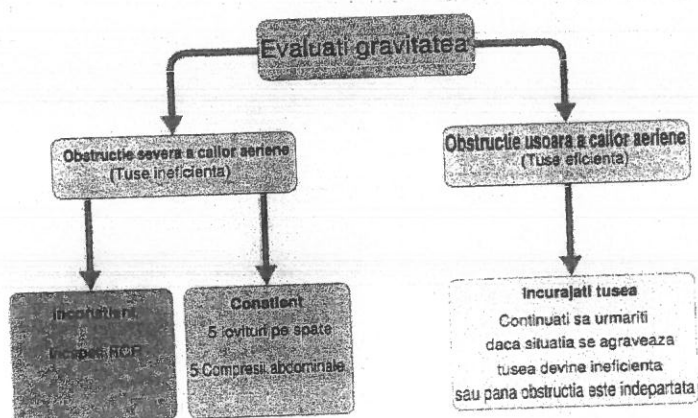 Evaluati gravitatea
Obstructie severa a cailor aeriene
(Tuse ineficienta)
Obstructie usoara a cailor aeriene
(Tuse eficienta)
Inconstient
Incepeti RCP
Constient
5 lovituri pe spate
5 Compresii abdominale
Incurajati tusea
Continuati sa urmariti
daca situatia se agraveaza
tusea devine ineficienta
sau pana obstructia este indepartata